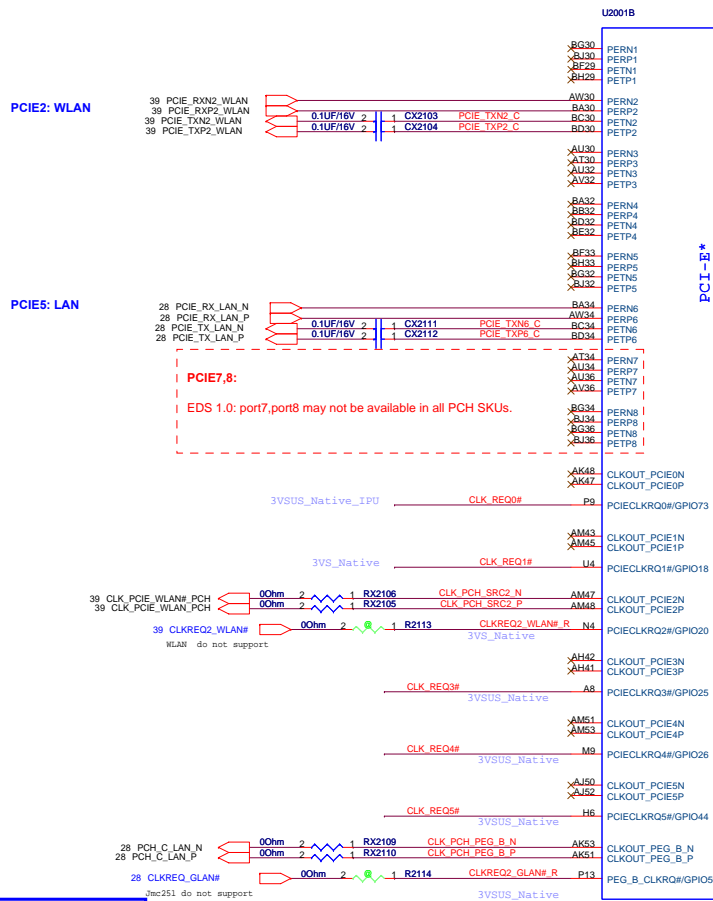 U2001B
BG30 PERN1
BJ30 PERP1
BF29 PETN1
BH29 PETP1
PCIE2: WLAN
39 PCIE_RXN2_WLAN AW30 PERN2
39 PCIE_RXP2_WLAN BA30 PERP2
39 PCIE_TXN2_WLAN 0.1UF/16V 2 1 CX2103 PCIE_TXN2_C BC30 PETN2
39 PCIE_TXP2_WLAN 0.1UF/16V 2 1 CX2104 PCIE_TXP2_C BD30 PETP2
AU30 PERN3
AT30 PERP3
AU32 PETN3
AV32 PETP3
BA32 PERN4
BB32 PERP4
BD32 PETN4
BE32 PETP4
PCI-E*
BF33 PERN5
BH33 PERP5
BG32 PETN5
BJ32 PETP5
PCIE5: LAN
28 PCIE_RX_LAN_N BA34 PERN6
28 PCIE_RX_LAN_P AW34 PERP6
28 PCIE_TX_LAN_N 0.1UF/16V 2 1 CX2111 PCIE_TXN6_C BC34 PETN6
28 PCIE_TX_LAN_P 0.1UF/16V 2 1 CX2112 PCIE_TXP6_C BD34 PETP6
PCIE7,8:
EDS 1.0: port7,port8 may not be available in all PCH SKUs.
AT34 PERN7
AU34 PERP7
AU36 PETN7
AV36 PETP7
BG34 PERN8
BJ34 PERP8
BG36 PETN8
BJ36 PETP8
AK48 CLKOUT_PCIE0N
AK47 CLKOUT_PCIE0P
3VSUS_Native_IPU CLK_REQ0# P9 PCIECLKRQ0#/GPIO73
AM43 CLKOUT_PCIE1N
AM45 CLKOUT_PCIE1P
3VS_Native CLK_REQ1# U4 PCIECLKRQ1#/GPIO18
39 CLK_PCIE_WLAN#_PCH 0Ohm 2 1 RX2106 CLK_PCH_SRC2_N AM47 CLKOUT_PCIE2N
39 CLK_PCIE_WLAN_PCH 0Ohm 2 1 RX2105 CLK_PCH_SRC2_P AM48 CLKOUT_PCIE2P
39 CLKREQ2_WLAN# 0Ohm 2 @ 1 R2113 CLKREQ2_WLAN#_R N4 PCIECLKRQ2#/GPIO20
WLAN do not support 3VS_Native
AH42 CLKOUT_PCIE3N
AH41 CLKOUT_PCIE3P
CLK_REQ3# A8 PCIECLKRQ3#/GPIO25
3VSUS_Native
AM51 CLKOUT_PCIE4N
AM53 CLKOUT_PCIE4P
CLK_REQ4# M9 PCIECLKRQ4#/GPIO26
3VSUS_Native
AJ50 CLKOUT_PCIE5N
AJ52 CLKOUT_PCIE5P
CLK_REQ5# H6 PCIECLKRQ5#/GPIO44
3VSUS_Native
28 PCH_C_LAN_N 0Ohm 2 1 RX2109 CLK_PCH_PEG_B_N AK53 CLKOUT_PEG_B_N
28 PCH_C_LAN_P 0Ohm 2 1 RX2110 CLK_PCH_PEG_B_P AK51 CLKOUT_PEG_B_P
28 CLKREQ_GLAN# 0Ohm 2 @ 1 R2114 CLKREQ2_GLAN#_R P13 PEG_B_CLKRQ#/GPIO5
Jmc251 do not support 3VSUS_Native